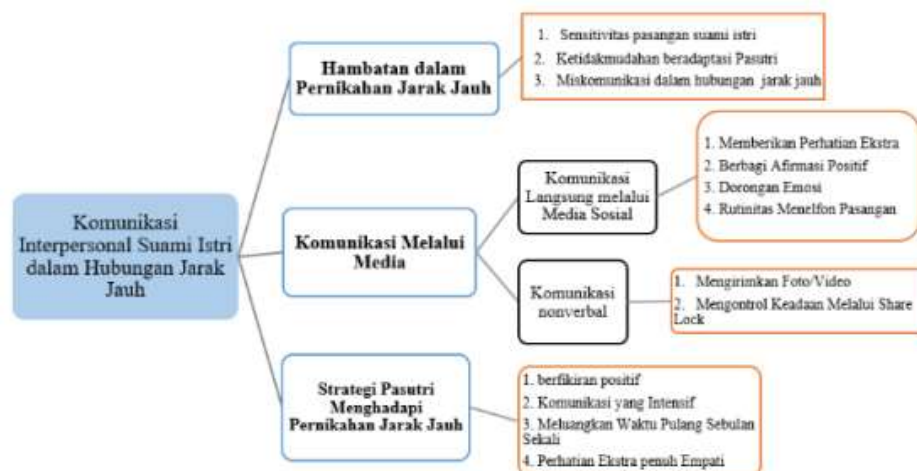 Komunikasi
Interpersonal Suami Istri
dalam Hubungan Jarak
Jauh
Hambatan dalam
Pernikahan Jarak Jauh
1. Sensitivitas pasangan suami istri
2. Ketidakmudahan beradaptasi Pasutri
3. Miskomunikasi dalam hubungan jarak jauh
Komunikasi Melalui
Media
Komunikasi
Langsung melalui
Media Sosial
1. Memberikan Perhatian Ekstra
2. Berbagi Afirmasi Positif
3. Dorongan Emosi
4. Rutinitas Menelfon Pasangan
Komunikasi
nonverbal
1. Mengirimkan Foto/Video
2. Mengontrol Keadaan Melalui Share
Lock
Strategi Pasutri
Menghadapi
Pernikahan Jarak Jauh
1. berfikiran positif
2. Komunikasi yang Intensif
3. Meluangkan Waktu Pulang Sebulan
Sekali
4. Perhatian Ekstra penuh Empati